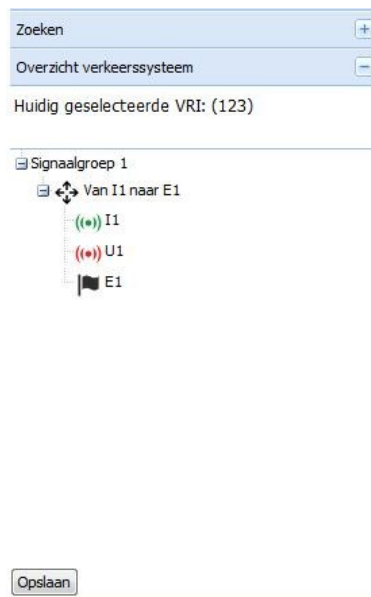 Zoeken
Overzicht verkeerssysteem
Huidig geselecteerde VRI: (123)
Signaalgroep 1
Van I1 naar E1
I1
U1
E1
Opslaan